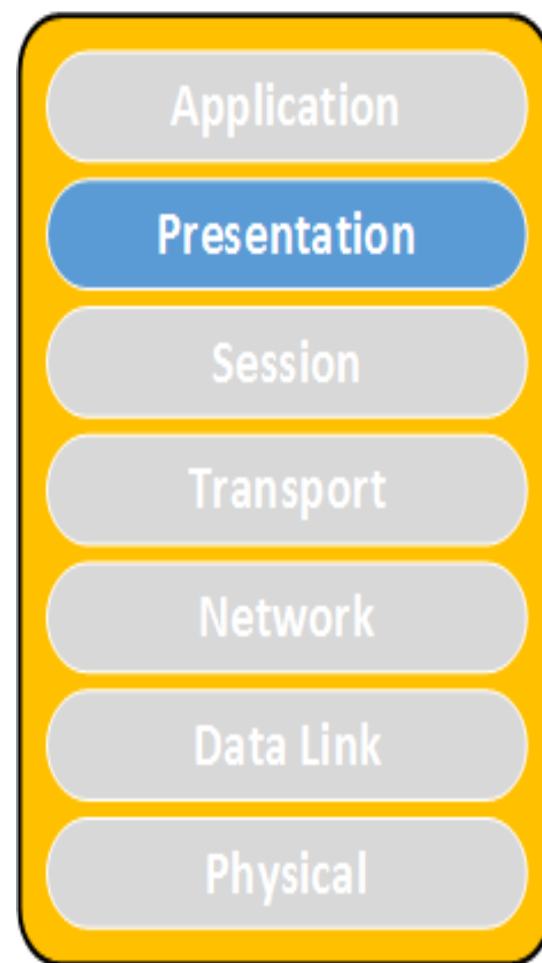 Application
Presentation
Session
Transport
Network
Data Link
Physical